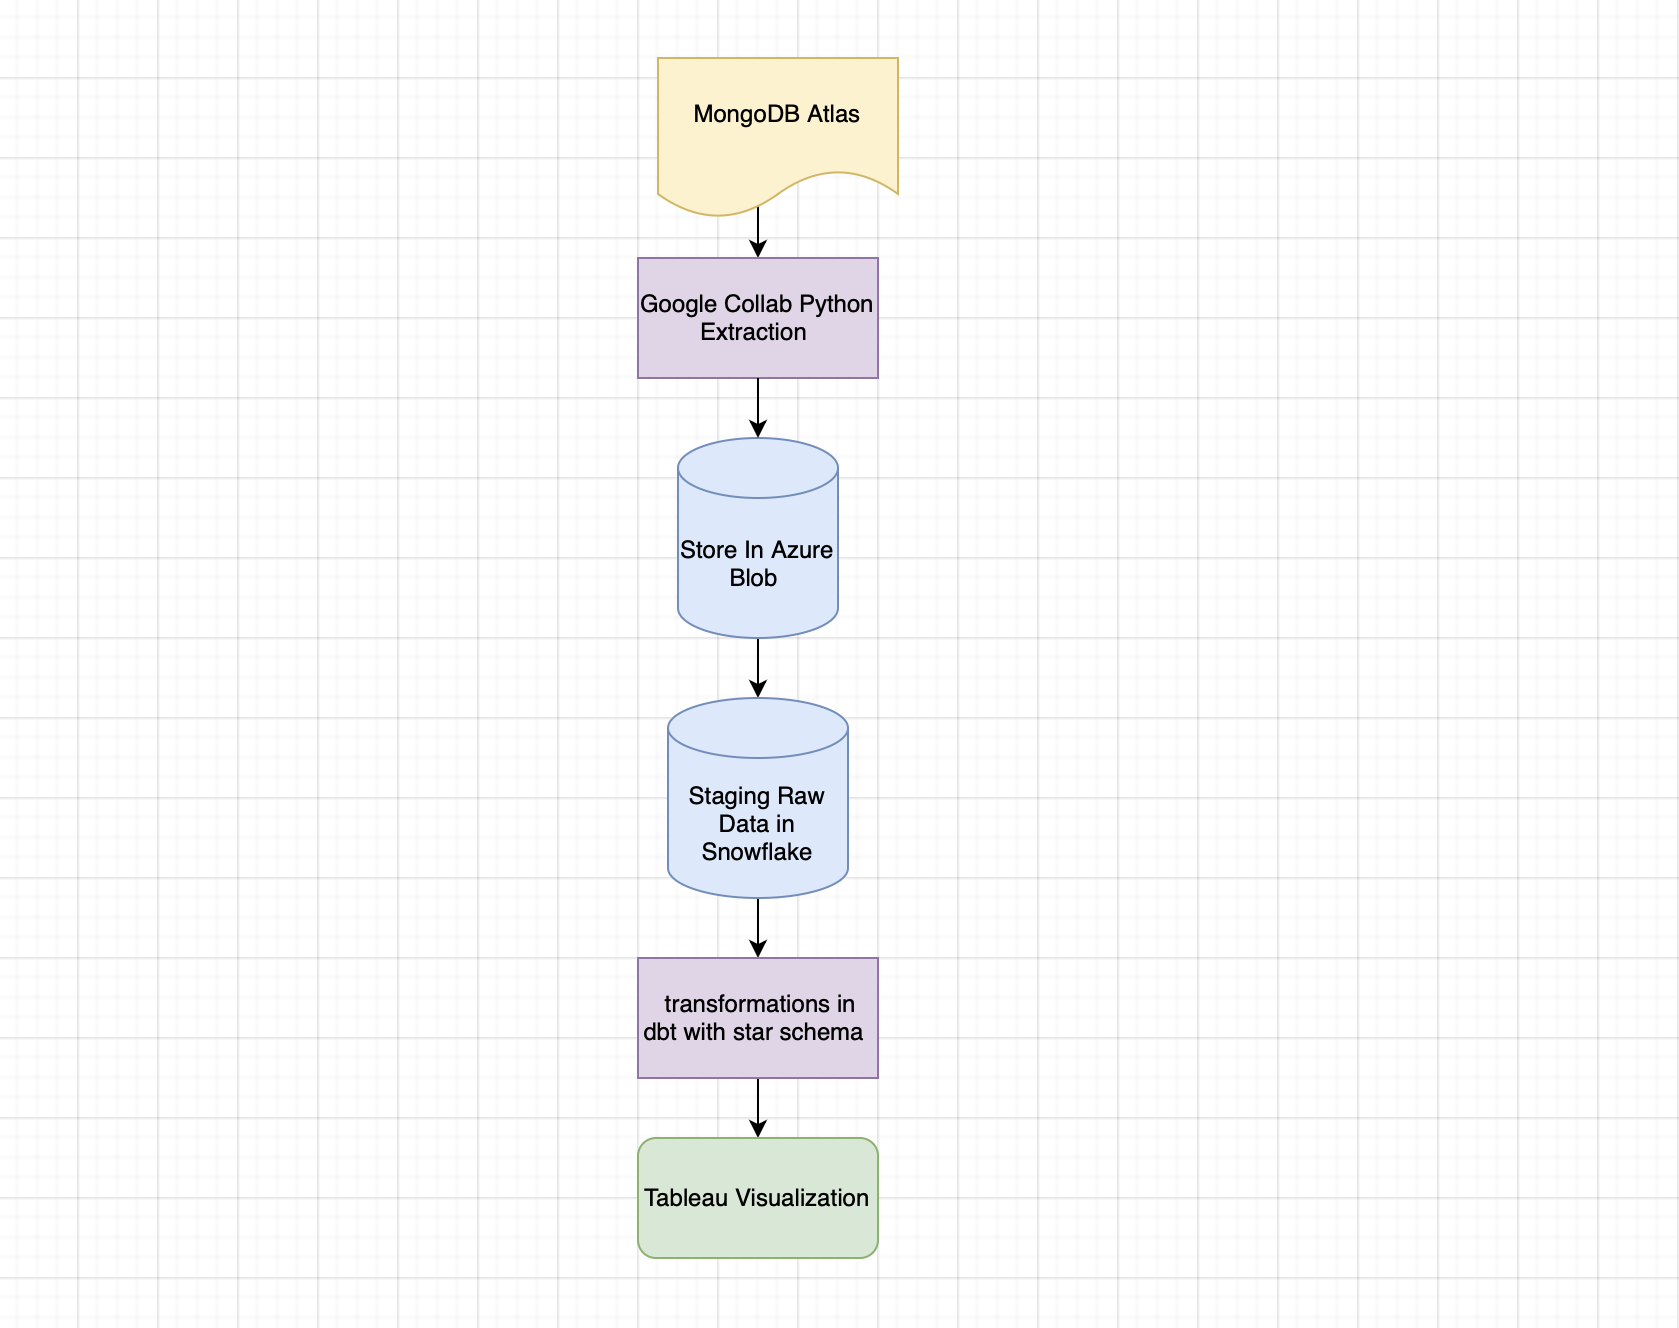 MongoDB Atlas
Google Collab Python
Extraction
Store In Azure
Blob
Staging Raw
Data in
Snowflake
transformations in
dbt with star schema
Tableau Visualization